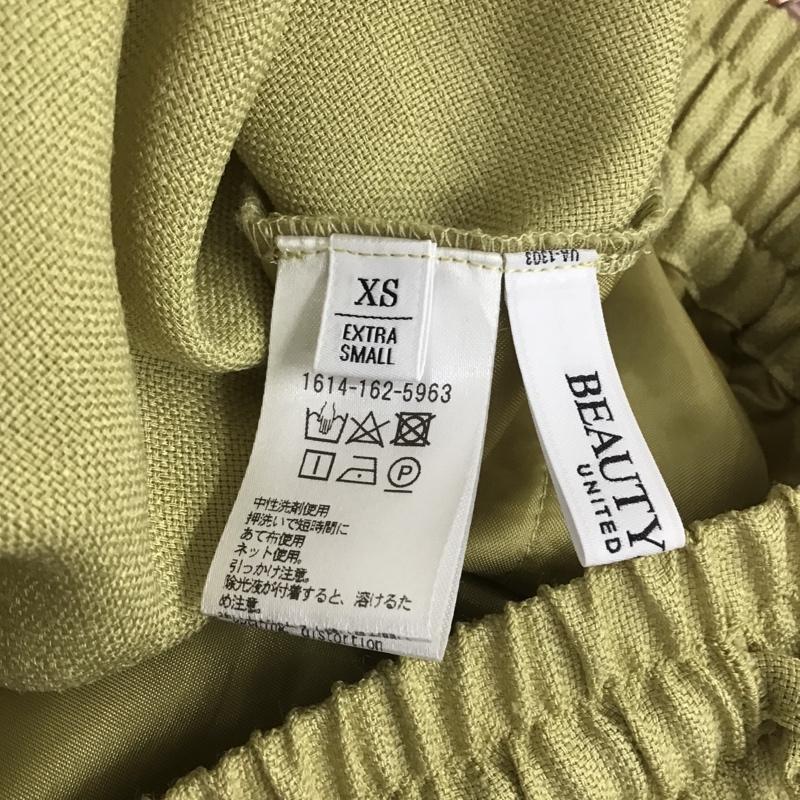 XS
EXTRA
SMALL
1614-162-5963
P
中性洗剤使用
押洗いで短時間に
あて布使用
ネット使用。
引っかけ注意。
除光液が付着すると、溶けるた
め注意。
distortion
UA-1303
BEAUTY
UNITED